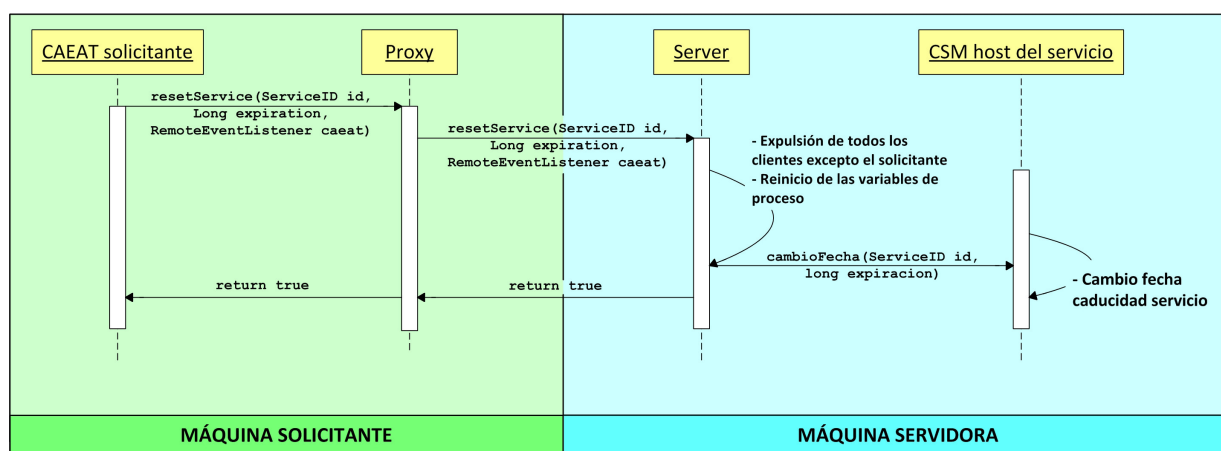 CAEAT solicitante
Proxy
Server
CSM host del servicio
resetService(ServiceID id,
Long expiration,
RemoteEventListener caeat)
resetService(ServiceID id,
Long expiration,
RemoteEventListener caeat)
- Expulsión de todos los
clientes excepto el solicitante
- Reinicio de las variables de
proceso
cambioFecha(ServiceID id,
long expiracion)
- Cambio fecha
caducidad servicio
return true
return true
MÁQUINA SOLICITANTE
MÁQUINA SERVIDORA